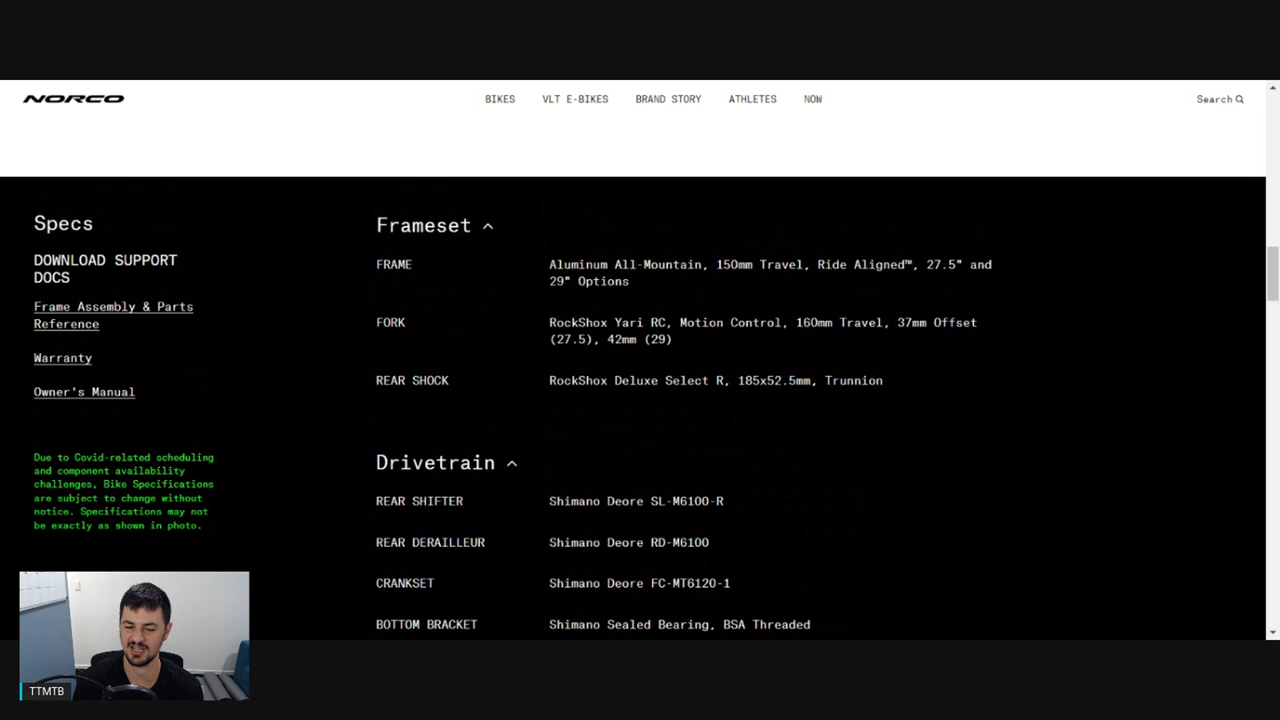 NORCO
BIKES
VLT E-BIKES
BRAND STORY
ATHLETES
NOW
Search
Specs
DOWNLOAD SUPPORT
DOCS
Frame Assembly & Parts
Reference
Warranty
Owner's Manual
Due to Covid-related scheduling
and component availability
challenges, Bike Specifications
are subject to change without
notice. Specifications may not
be exactly as shown in photo.
Frameset
FRAME
Aluminum All-Mountain, 150mm Travel, Ride Aligned™, 27.5" and
29" Options
FORK
RockShox Yari RC, Motion Control, 160mm Travel, 37mm Offset
(27.5), 42mm (29)
REAR SHOCK
RockShox Deluxe Select R, 185x52.5mm, Trunnion
Drivetrain
REAR SHIFTER
Shimano Deore SL-M6100-R
REAR DERAILLEUR
Shimano Deore RD-M6100
CRANKSET
Shimano Deore FC-MT6120-1
BOTTOM BRACKET
Shimano Sealed Bearing, BSA Threaded
TTMTB